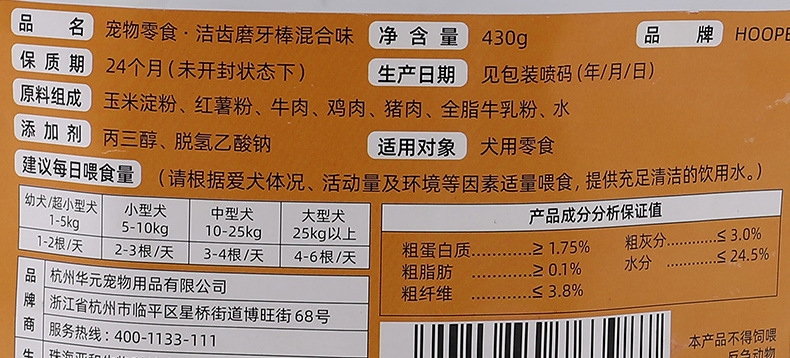 品 名 宠物零食·洁齿磨牙棒混合味 净 含 量 430g 品 牌 HOOPE
保 质 期 24个月(未开封状态下) 生产日期 见包装喷码(年/月/日)
原料组成 玉米淀粉、红薯粉、牛肉、鸡肉、猪肉、全脂牛乳粉、水
添 加 剂 丙三醇、脱氢乙酸钠 适用对象 犬用零食
建议每日喂食量 (请根据爱犬体况、活动量及环境等因素适量喂食,提供充足清洁的饮用水。)
幼犬/超小型犬 小型犬 中型犬 大型犬
1-5kg 5-10kg 10-25kg 25kg以上
1-2根/天 2-3根/天 3-4根/天 4-6根/天
产品成分分析保证值
粗蛋白质............≥ 1.75% 粗灰分............≤ 3.0%
粗脂肪 ............≥ 0.1% 水分 ............≤ 24.5%
粗纤维 ............≤ 3.8%
品牌商 杭州华元宠物用品有限公司
浙江省杭州市临平区星桥街道博旺街68号
服务热线:400-1133-111
本产品不得饲喂
反刍动物